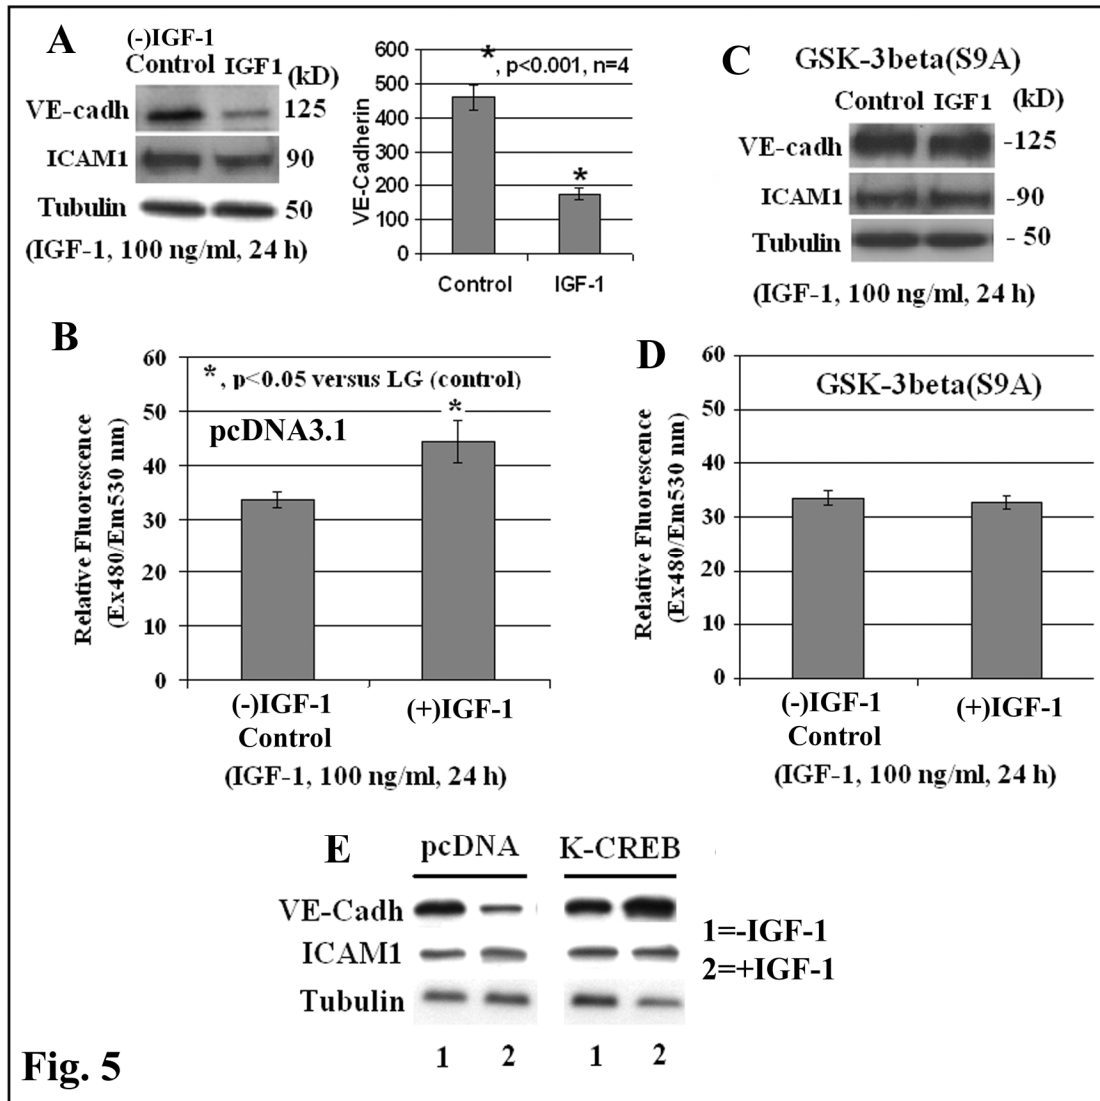 A
(-)IGF-1
Control IGF1 (kD)
VE-cadh 125
ICAM1 90
Tubulin 50
(IGF-1, 100 ng/ml, 24 h)
*, p<0.001, n=4
VE-Cadherin
600
500
400
300
200
100
0
*
Control IGF-1
C GSK-3beta(S9A)
Control IGF1 (kD)
VE-cadh -125
ICAM1 -90
Tubulin - 50
(IGF-1, 100 ng/ml, 24 h)
B
*, p<0.05 versus LG (control)
pcDNA3.1
*
Relative Fluorescence
(Ex480/Em530 nm)
60
50
40
30
20
10
0
(-)IGF-1 (+)IGF-1
Control
(IGF-1, 100 ng/ml, 24 h)
D
GSK-3beta(S9A)
Relative Fluorescence
(Ex480/Em530 nm)
60
50
40
30
20
10
0
(-)IGF-1 (+)IGF-1
Control
(IGF-1, 100 ng/ml, 24 h)
E pcDNA K-CREB
VE-Cadh
ICAM1
Tubulin
1 2 1 2
1=-IGF-1
2=+IGF-1
Fig. 5